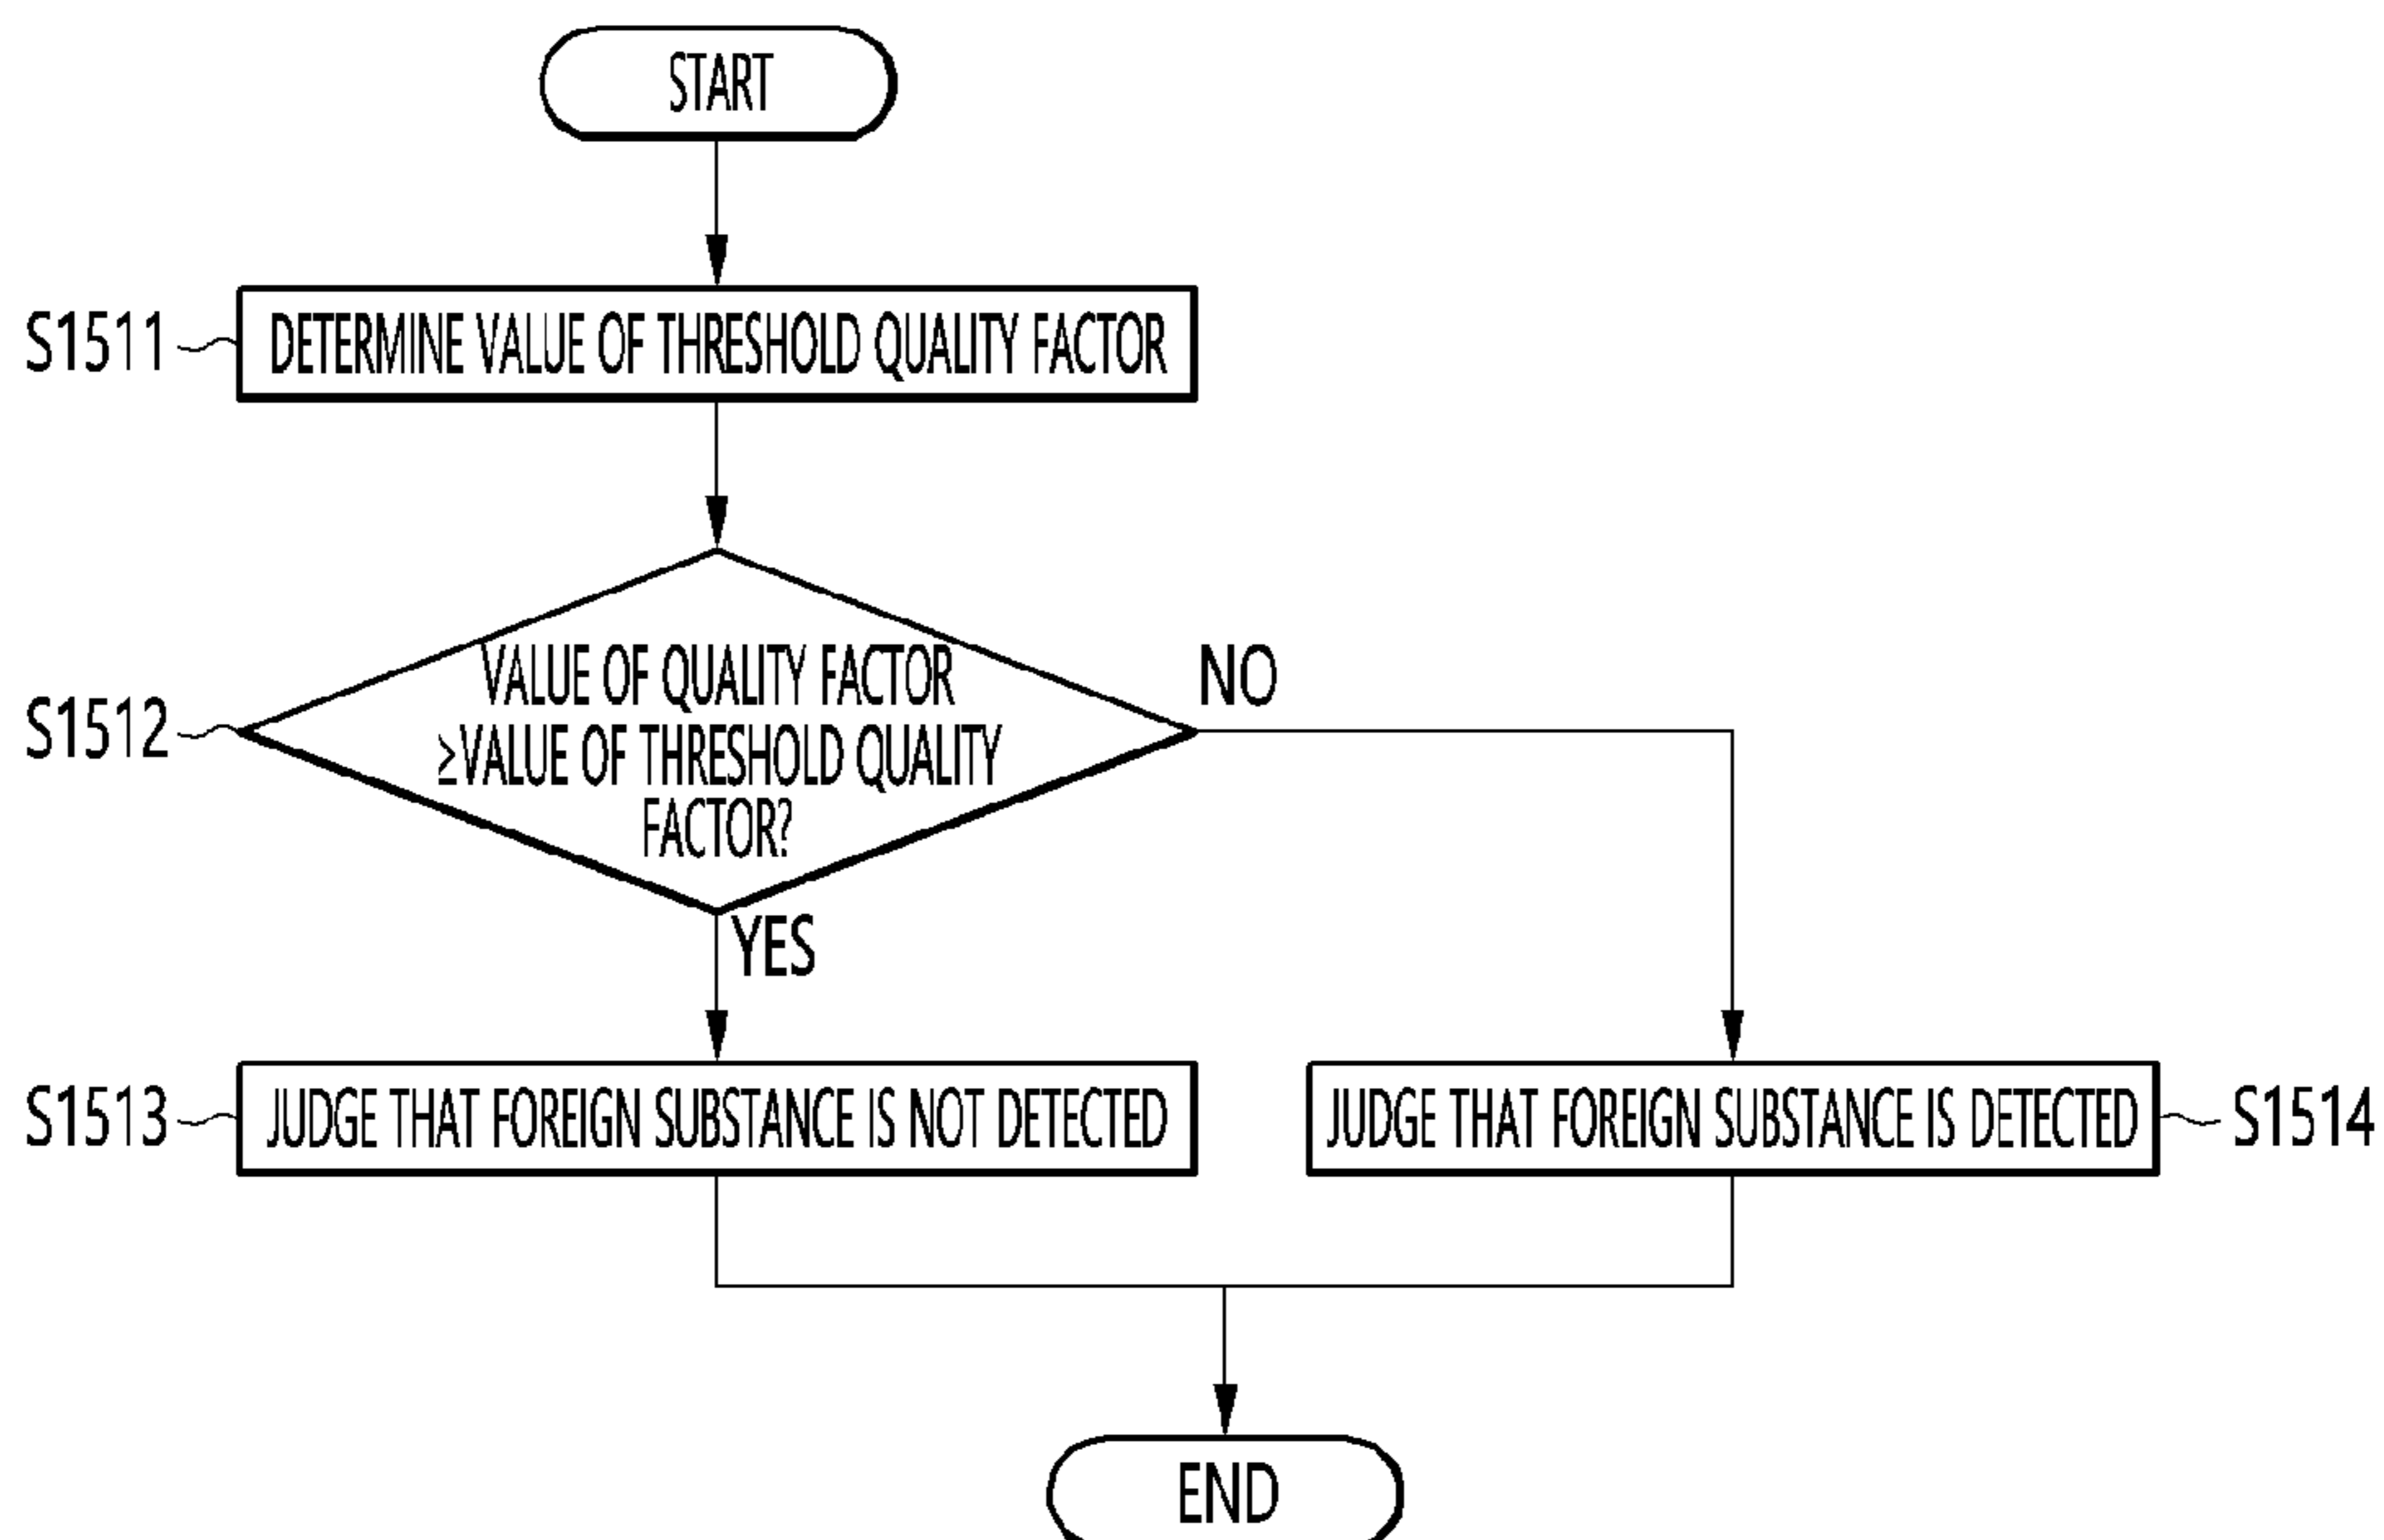 START
S1511
DETERMINE VALUE OF THRESHOLD QUALITY FACTOR
S1512
VALUE OF QUALITY FACTOR
≥VALUE OF THRESHOLD QUALITY
FACTOR?
NO
YES
S1513
JUDGE THAT FOREIGN SUBSTANCE IS NOT DETECTED
JUDGE THAT FOREIGN SUBSTANCE IS DETECTED
S1514
END